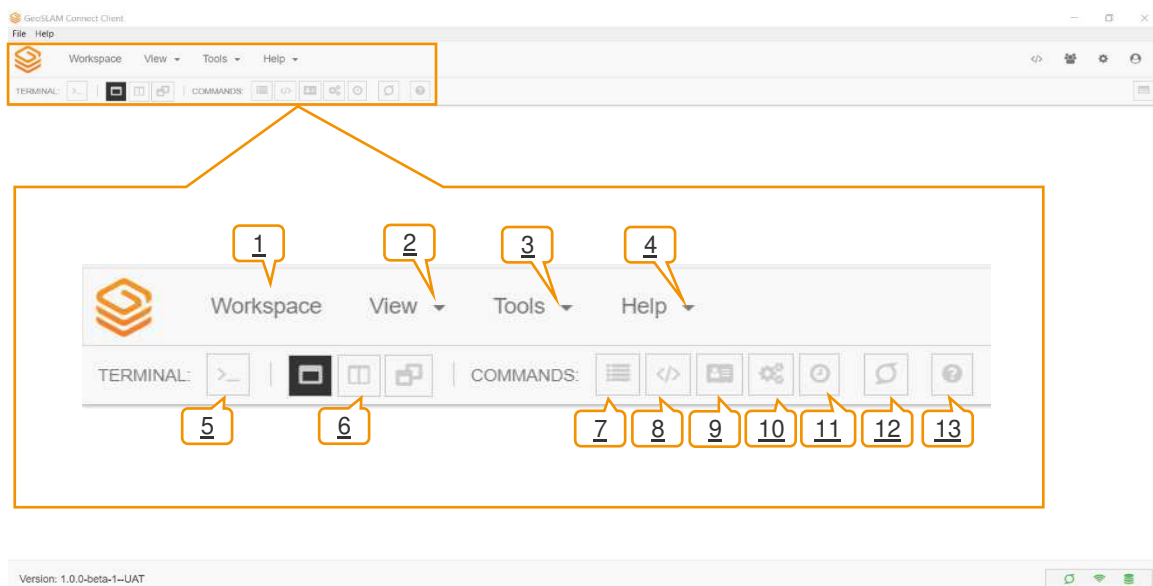 GeoSLAM Connect Client
File Help
Workspace View Tools Help
TERMINAL: >_ COMMANDS: </>
1 2 3 4
Workspace View Tools Help
TERMINAL: >_ COMMANDS: </>
5 6 7 8 9 10 11 12 13
Version: 1.0.0-beta-1--UAT